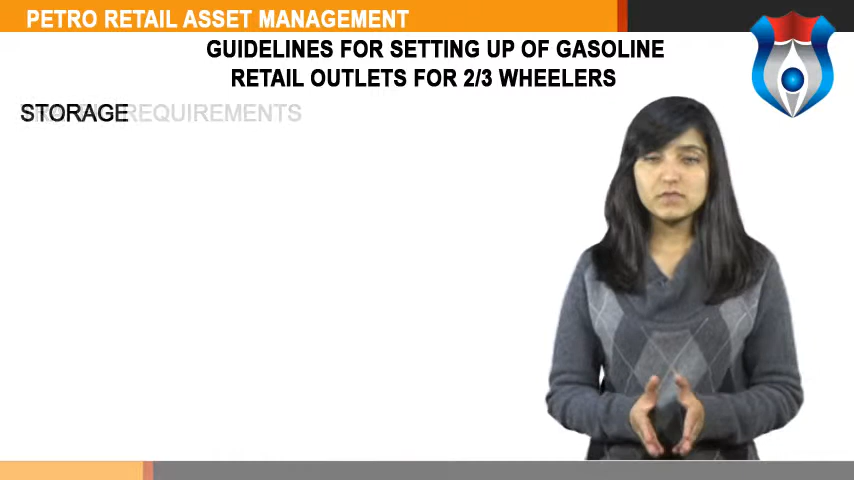 PETRO RETAIL ASSET MANAGEMENT
GUIDELINES FOR SETTING UP OF GASOLINE
RETAIL OUTLETS FOR 2/3 WHEELERS
STORAGE REQUIREMENTS